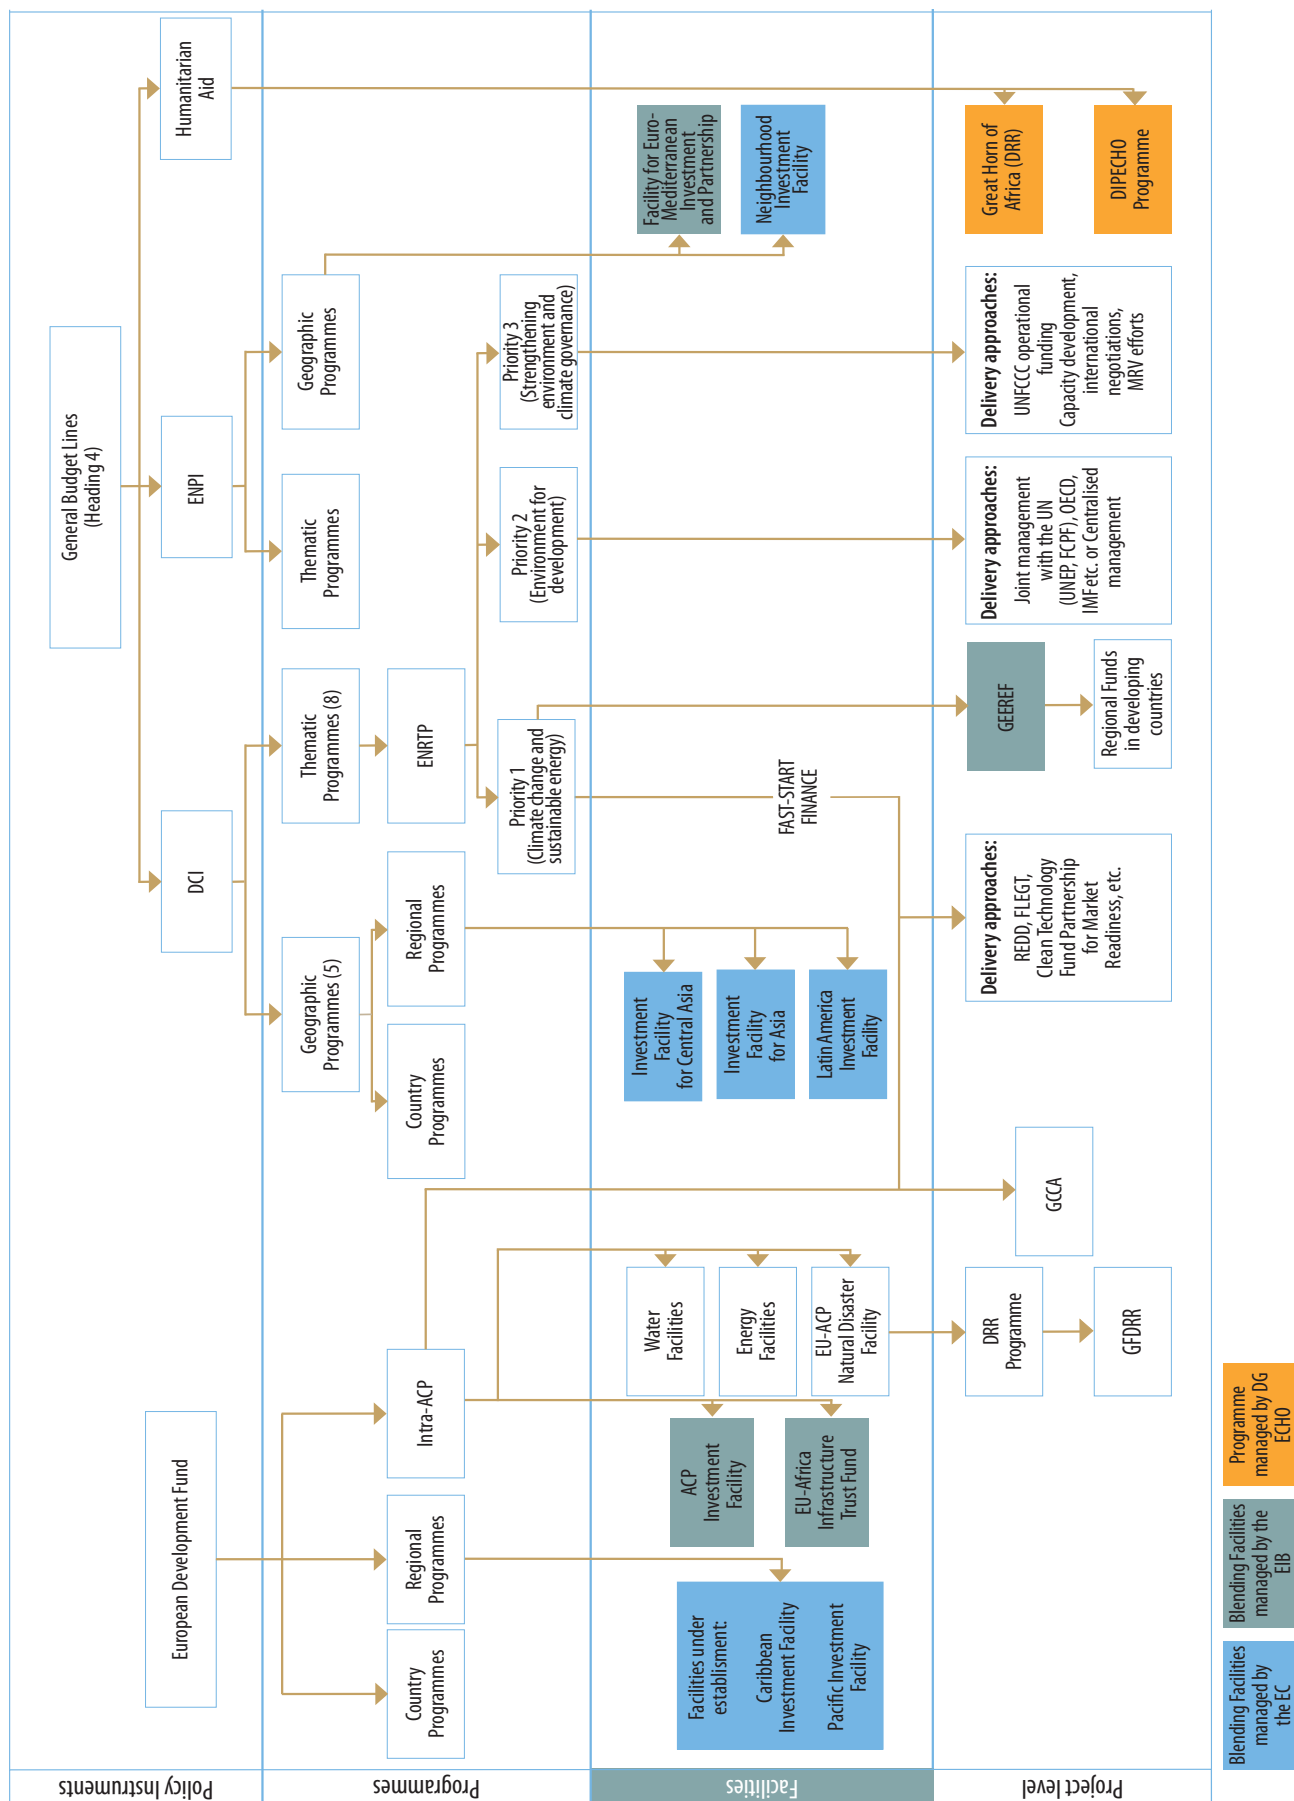 Policy Instruments
European Development Fund
General Budget Lines
(Heading 4)
DCI
ENPI
Humanitarian
Aid
Programmes
Geographic
Programmes (5)
Thematic
Programmes (8)
Thematic
Programmes
Geographic
Programmes
Country
Programmes
Regional
Programmes
Intra-ACP
Country
Programmes
Regional
Programmes
ENRTP
Priority 1
(Climate change and
sustainable energy)
Priority 2
(Environment for
development)
Priority 3
(Strengthening
environment and
climate governance)
Facilities
Facilities under
establisment:
Caribbean
Investment Facility
Pacific Investment
Facility
ACP
Investment
Facility
EU-Africa
Infrastructure
Trust Fund
Water
Facilities
Energy
Facilities
EU-ACP
Natural Disaster
Facility
Investment
Facility
for Central Asia
Investment
Facility
for Asia
Latin America
Investment
Facility
FAST-START
FINANCE
Facility for Euro-
Mediterranean
Investment
and Partnership
Neighbourhood
Investment
Facility
Project level
DRR
Programme
GFDRR
GCCA
Delivery approaches:
REDD, FLEGT,
Clean Technology
Fund Partnership
for Market
Readiness, etc.
GEEREF
Regional Funds
in developing
countries
Delivery approaches:
Joint management
with the UN
(UNEP, FCPF), OECD,
IMF etc. or Centralised
management
Delivery approaches:
UNFCCC operational
funding
Capacity development,
international
negotiations,
MRV efforts
Great Horn of
Africa (DRR)
DIPECHO
Programme
Blending Facilities
managed by
the EC
Blending Facilities
managed by the
EIB
Programme
managed by DG
ECHO